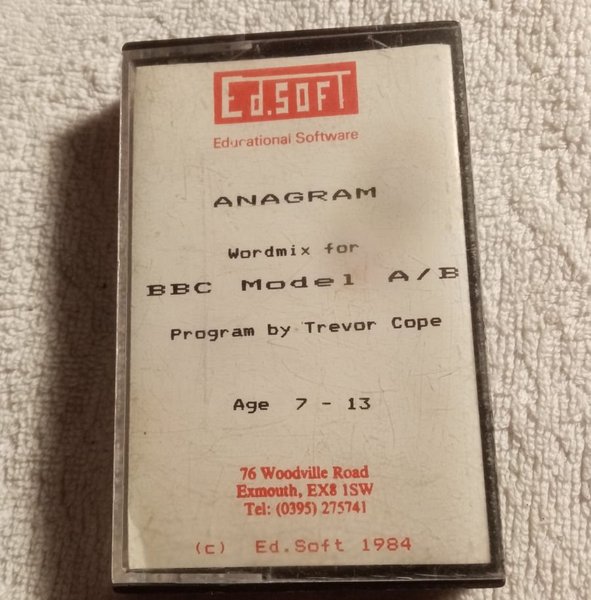 Ed.Soft
Educational Software
ANAGRAM
Wordmix for
BBC Model A/B
Program by Trevor Cope
Age 7 - 13
76 Woodville Road
Exmouth, EX8 1SW
Tel: (0395) 275741
(c) Ed.Soft 1984